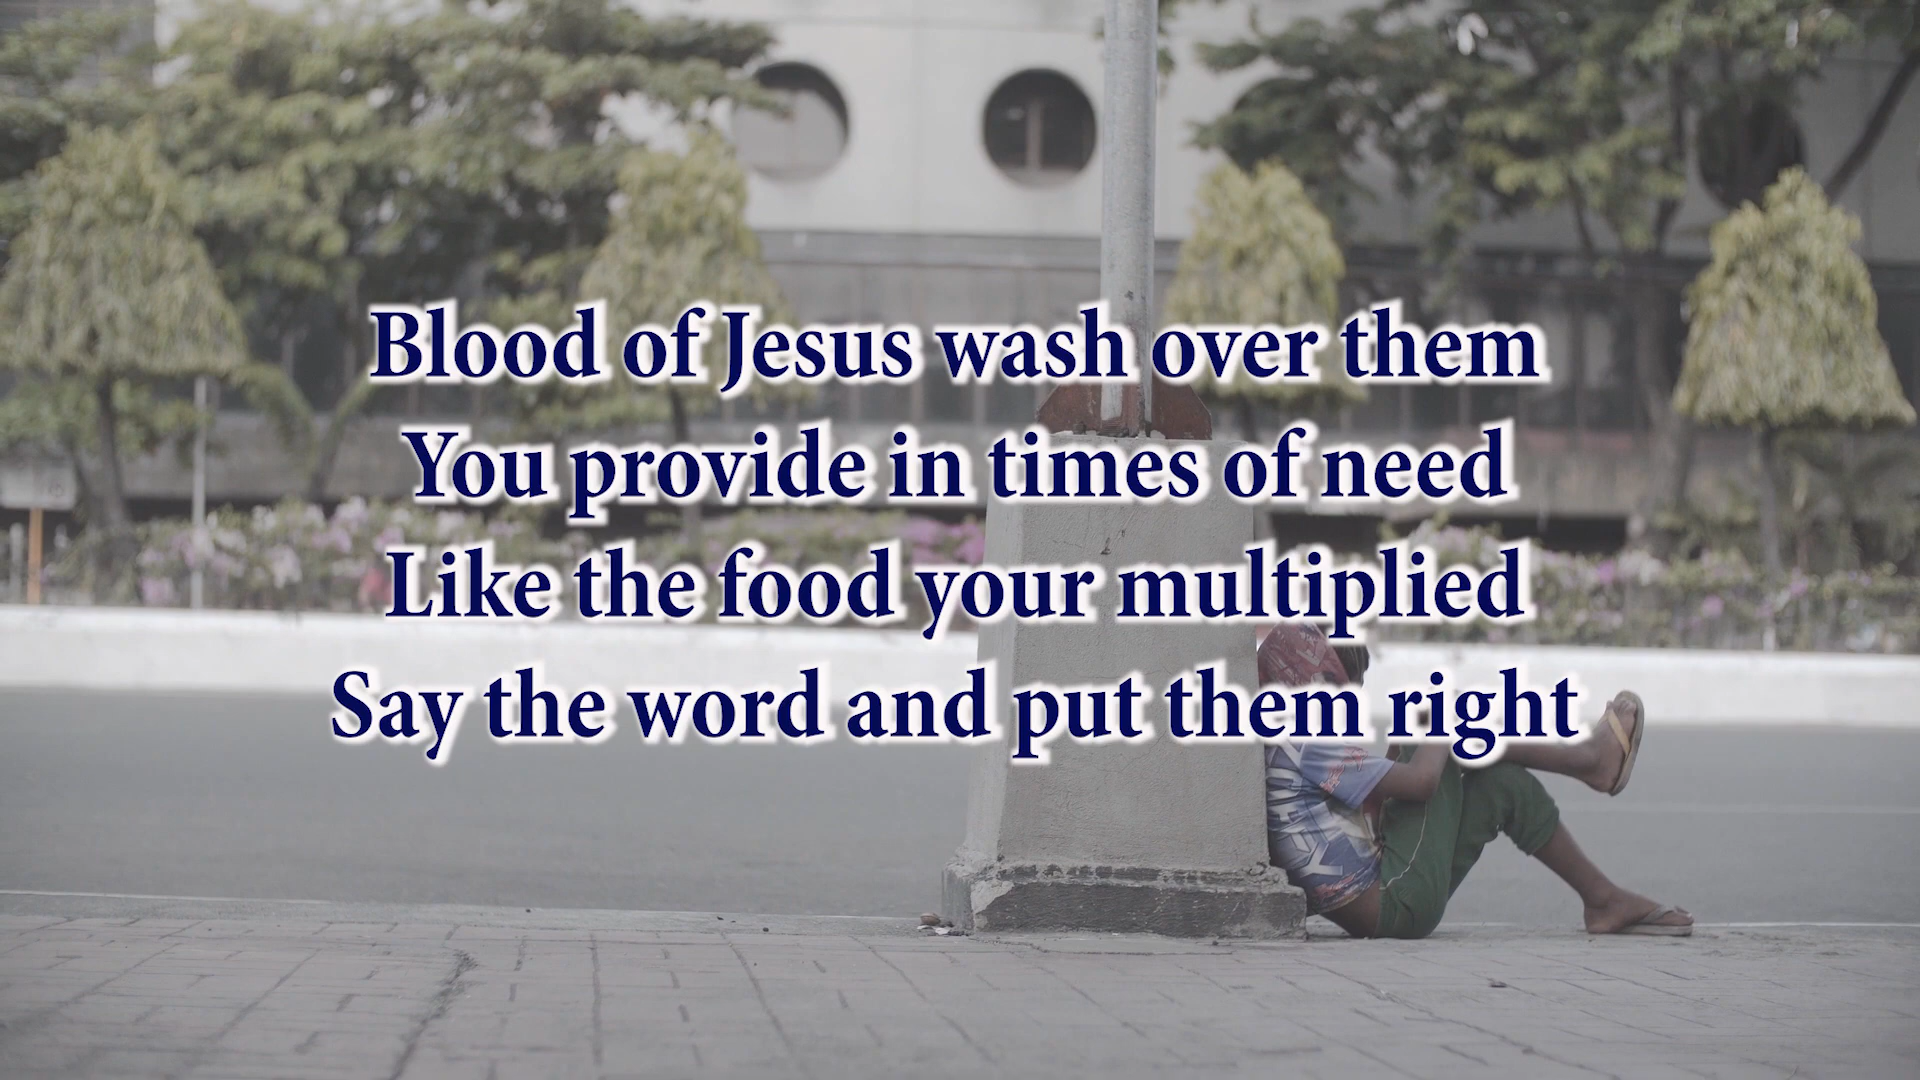 Blood of Jesus wash over them
You provide in times of need
Like the food your multiplied
Say the word and put them right